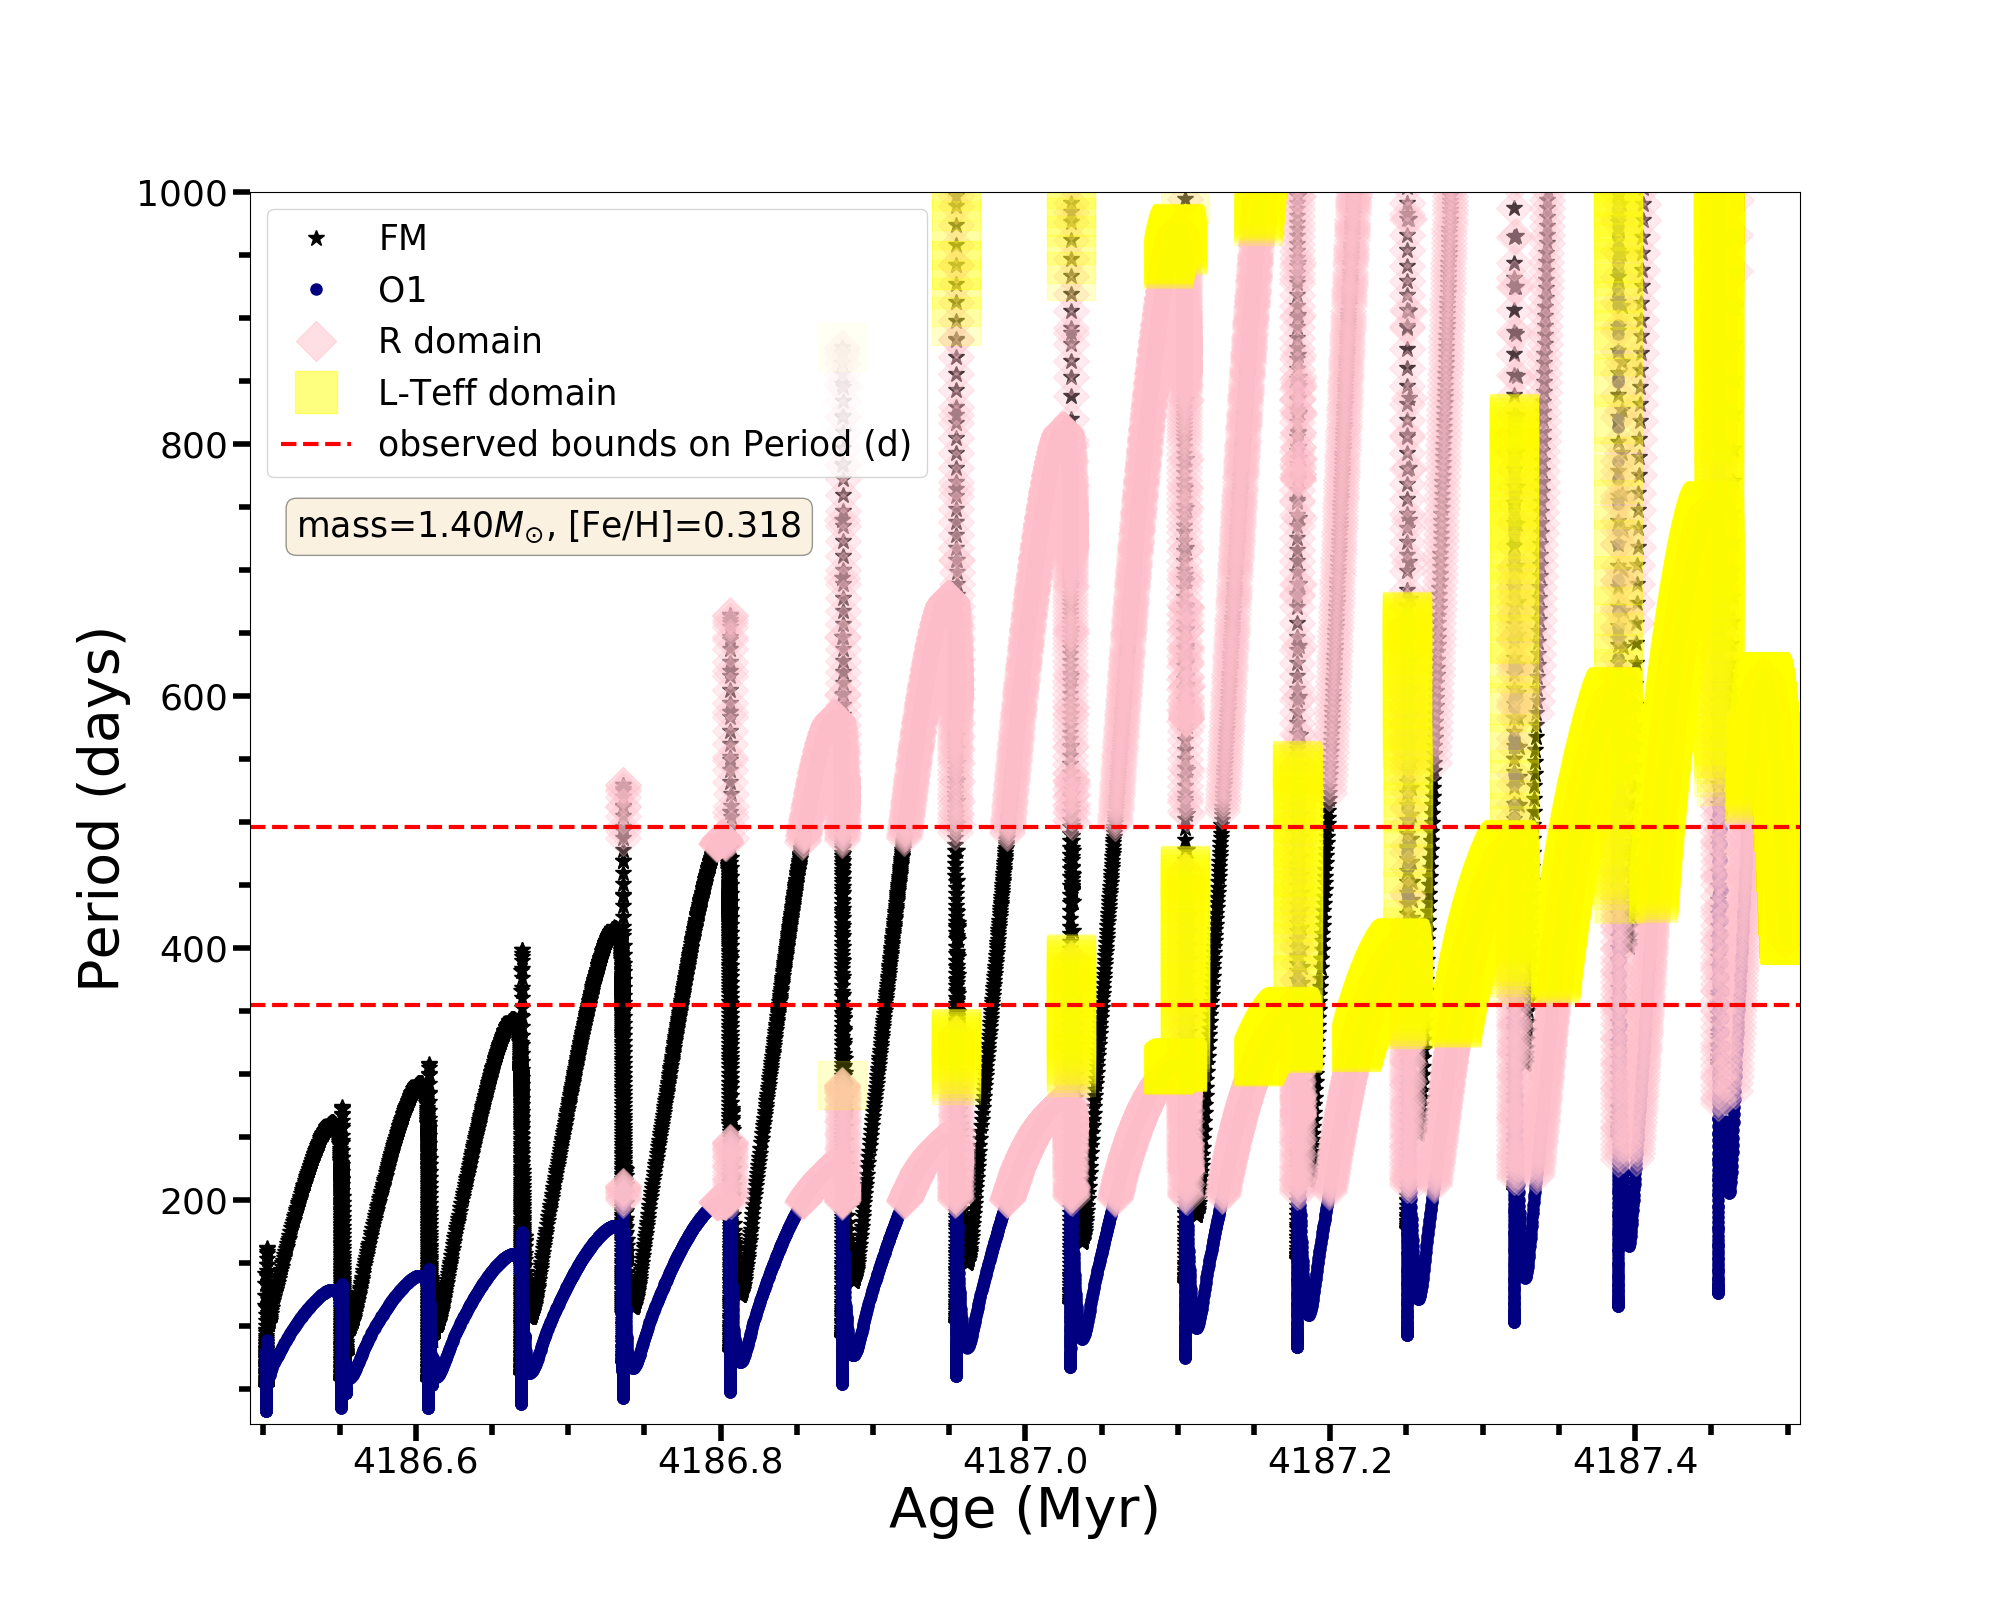 1000
800
600
400
200
Period (days)
FM
O1
R domain
L-Teff domain
observed bounds on Period (d)
mass=1.40M⊙, [Fe/H]=0.318
4186.6 4186.8 4187.0 4187.2 4187.4
Age (Myr)